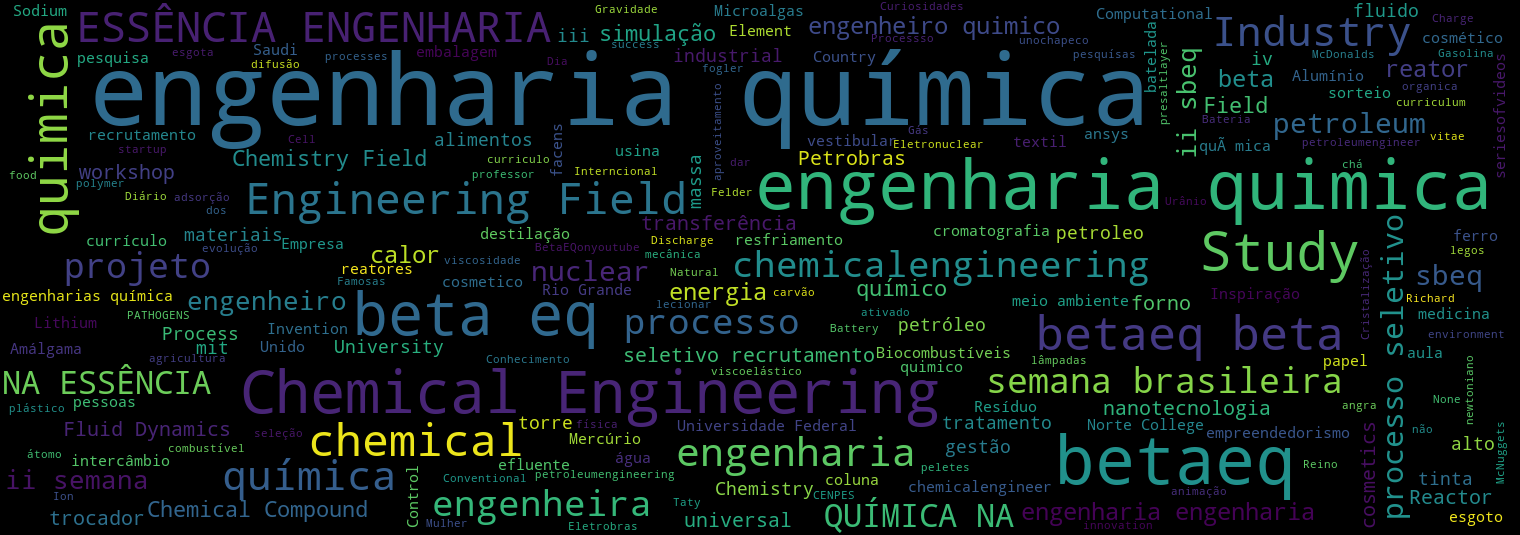 Sodium
ESSÊNCIA ENGENHARIA
Gravidade
iii
simulação
Microalgas
Element
Curiosidades
engenheiro quimico
Computational
fluido
Charge
cosmético
Industry
quimica
pesquisa
esgota
Saudi
difusão
processes
embalagem
success
Dia
industrial
fogler
Processso
Country
unochapeco
pesquisas
batelada
presaltlayer
ii sbeq
iv
beta
Field
McDonalds
Alumínio
sorteio
Gasolina
reator
organica
curriculum
seriesofvideos
engenharia química
recrutamento
startup
Cell
alimentos
Chemistry Field
curriculo
professor
facens
usina
Interncional
massa
aproveitamento
dar
Felder
vestibular
Petrobras
Gás
Eletronuclear
textil
ansys
quÃ mica
Bateria
petroleum
vitae
petroleumengineer
chá
food
polymer
workshop
Diário
adsorção
dos
Engineering Field
engenharia quimica
Urânio
transferência
currículo
materiais
evolução
Empresa
calor
reatores
Famosas
destilação
BetaEQonyoutube
viscosidade
cosmetico
Discharge
mecânica
resfriamento
cromatografia
petroleo
Study
processo seletivo
ferro
legos
projeto
nuclear
Rio Grande
Natural
energia
carvão
lecionar
chemicalengineering
químico
ativado
meio ambiente
forno
Inspiração
Cristalização
sbeq
Richard
medicina
environment
engenharias química
engenheiro
PATHOGENS
Lithium
Process
mit
Invention
Unido
University
beta eq
processo
Battery
petróleo
betaeq beta
aula
Amálgama
agricultura
Conhecimento
seletivo recrutamento
viscoelástico
Biocombustíveis
quimico
lâmpadas
papel
NA ESSÊNCIA
plástico
pessoas
Chemical Engineering
semana brasileira
Resíduo
nanotecnologia
angra
None
newtoniano
Fluid Dynamics
seleção
combustível
átomo
intercâmbio
chemical
torre
física
Mercúrio
Universidade Federal
tratamento
gestão
Norte College
empreendedorismo
não
alto
McNuggets
ii semana
química
Ion
efluente
água
engenharia
peletes
betaeq
Reino
cosmetics
tinta
Control
Conventional
petroleumengineering
Chemistry
coluna
CENPES
chemicalengineer
animação
Reactor
esgoto
trocador
Chemical Compound
Mulher
engenheira
Eletrobras
Taty
universal
QUÍMICA NA
engenharia engenharia
innovation